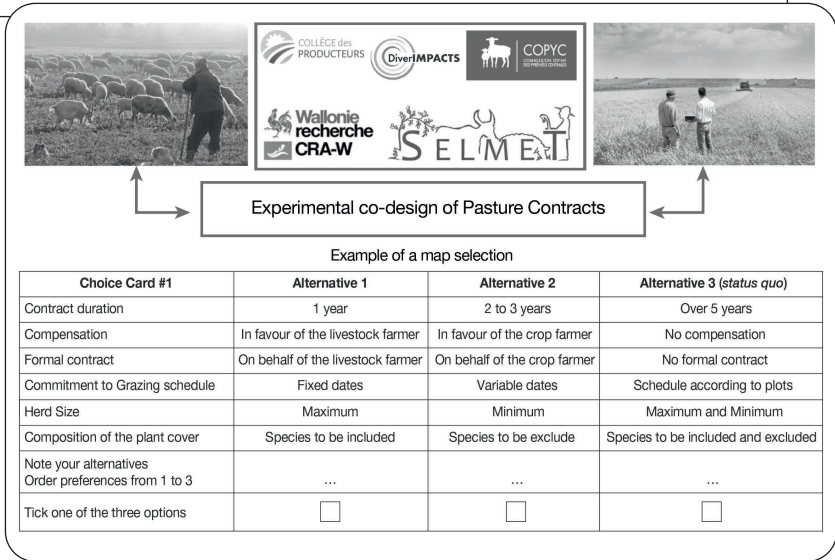 COLLÈGE des
PRODUCTEURS
DiverIMPACTS
COPYC
COMMISSION OVINE
DES PYRÉNÉES CENTRALES
Wallonie
recherche
CRA-W
SELMET
Experimental co-design of Pasture Contracts
Example of a map selection
Choice Card #1 Alternative 1 Alternative 2 Alternative 3 (status quo)
Contract duration 1 year 2 to 3 years Over 5 years
Compensation In favour of the livestock farmer In favour of the crop farmer No compensation
Formal contract On behalf of the livestock farmer On behalf of the crop farmer No formal contract
Commitment to Grazing schedule Fixed dates Variable dates Schedule according to plots
Herd Size Maximum Minimum Maximum and Minimum
Composition of the plant cover Species to be included Species to be exclude Species to be included and excluded
Note your alternatives
Order preferences from 1 to 3 ... ... ...
Tick one of the three options